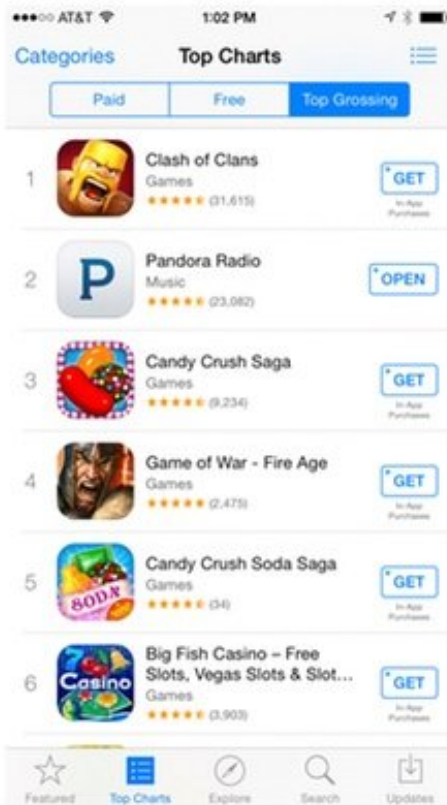 AT&T 1:02 PM
Categories Top Charts
Paid Free Top Grossing
1 Clash of Clans
Games
(31,615)
GET
In-App
Purchases
2 P Pandora Radio
Music
(23,082)
OPEN
3 Candy Crush Saga
Games
(9,234)
GET
In-App
Purchases
4 Game of War - Fire Age
Games
(2,475)
GET
In-App
Purchases
5 SODA Candy Crush Soda Saga
Games
(34)
GET
In-App
Purchases
6 7 Casino Big Fish Casino – Free
Slots, Vegas Slots & Slot...
Games
(3,903)
GET
In-App
Purchases
Featured Top Charts Explore Search Updates